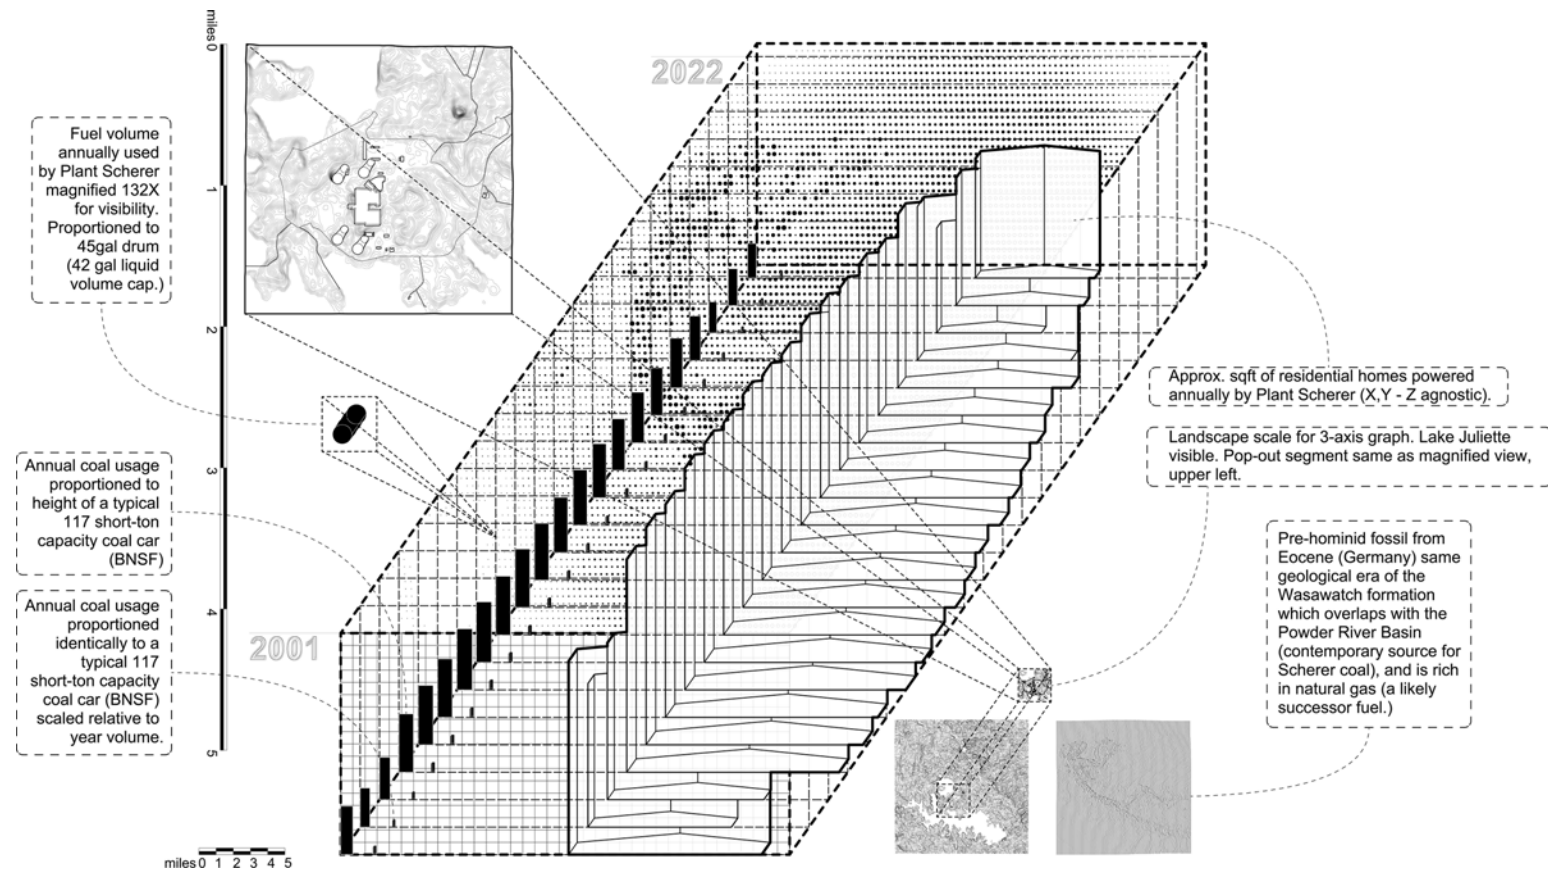 miles 0
1
2
3
4
5
2022
Fuel volume
annually used
by Plant Scherer
magnified 132X
for visibility.
Proportioned to
45gal drum
(42 gal liquid
volume cap.)
Approx. sqft of residential homes powered
annually by Plant Scherer (X,Y - Z agnostic).
Landscape scale for 3-axis graph. Lake Juliette
visible. Pop-out segment same as magnified view,
upper left.
Annual coal usage
proportioned to
height of a typical
117 short-ton
capacity coal car
(BNSF)
Pre-hominid fossil from
Eocene (Germany) same
geological era of the
Wasawatch formation
which overlaps with the
Powder River Basin
(contemporary source for
Scherer coal), and is rich
in natural gas (a likely
successor fuel.)
Annual coal usage
proportioned
identically to a
typical 117
short-ton capacity
coal car (BNSF)
scaled relative to
year volume.
2001
miles 0 1 2 3 4 5